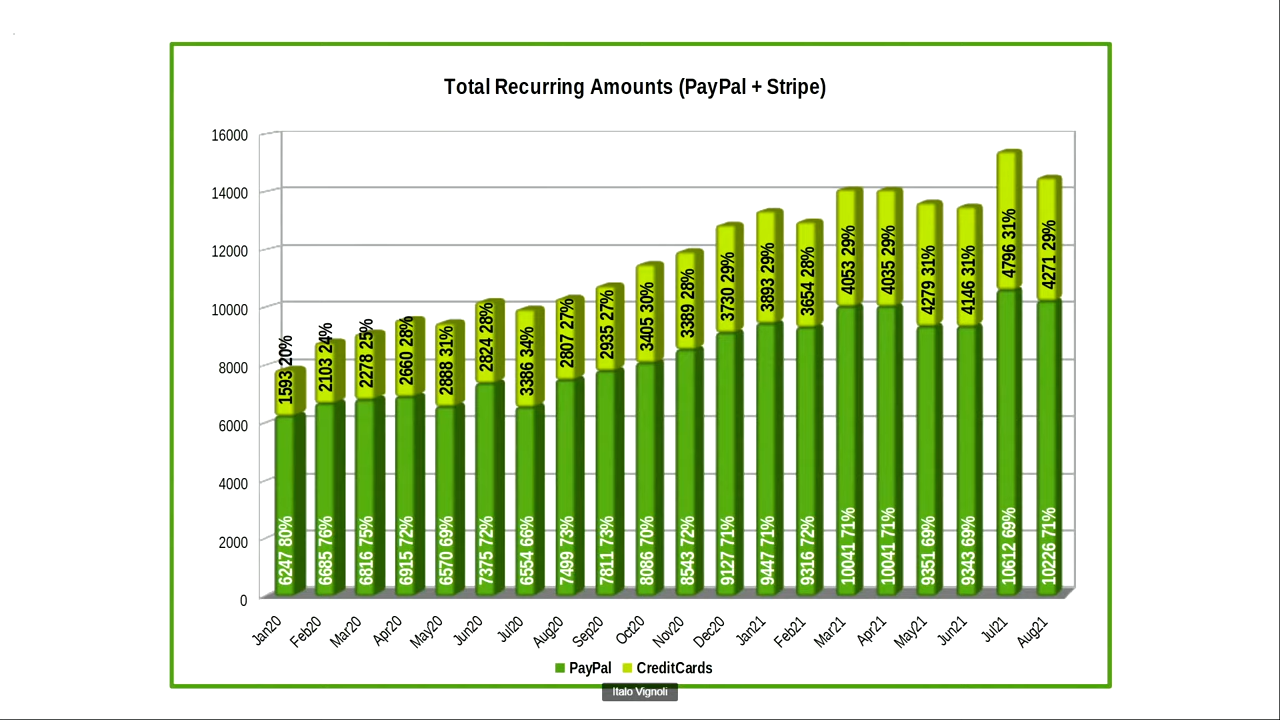 Total Recurring Amounts (PayPal + Stripe)
16000
14000
12000
10000
8000
6000
4000
2000
0
1593 20%
2103 24%
2278 25%
2660 28%
2888 31%
2824 28%
3386 34%
2807 27%
2935 27%
3405 30%
3389 28%
3730 29%
3893 29%
3654 28%
4053 29%
4035 29%
4279 31%
4146 31%
4796 31%
4271 29%
6247 80%
6685 76%
6816 75%
6915 72%
6570 69%
7375 72%
6554 66%
7499 73%
7811 73%
8086 70%
8543 72%
9127 71%
9447 71%
9316 72%
10041 71%
10041 71%
9351 69%
9343 69%
10612 69%
10226 71%
Jan20
Feb20
Mar20
Apr20
May20
Jun20
Jul20
Aug20
Sep20
Oct20
Nov20
Dec20
Jan21
Feb21
Mar21
Apr21
May21
Jun21
Jul21
Aug21
PayPal CreditCards
Italo Vignoli